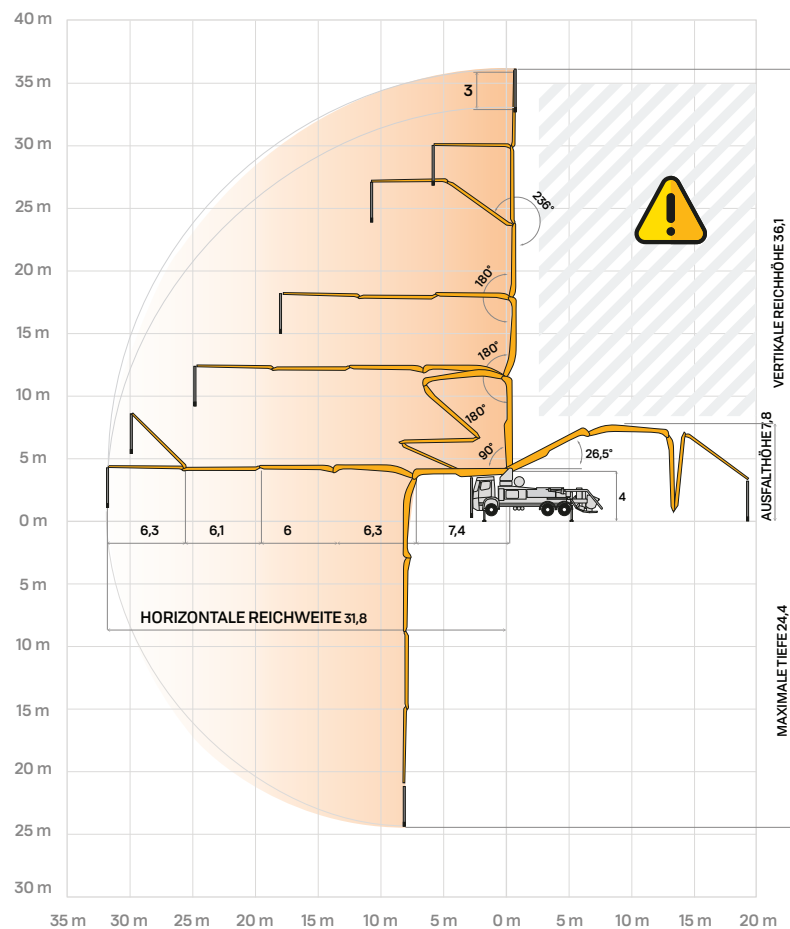 40 m
35 m
30 m
25 m
20 m
15 m
10 m
5 m
0 m
5 m
10 m
15 m
20 m
25 m
30 m
35 m
30 m
25 m
20 m
15 m
10 m
5 m
0 m
5 m
10 m
15 m
20 m
3
236°
180°
180°
180°
90°
26,5°
4
6,3
6,1
6
6,3
7,4
HORIZONTALE REICHWEITE 31,8
VERTIKALE REICHHÖHE 36,1
AUSFALTHÖHE 7,8
MAXIMALE TIEFE 24,4